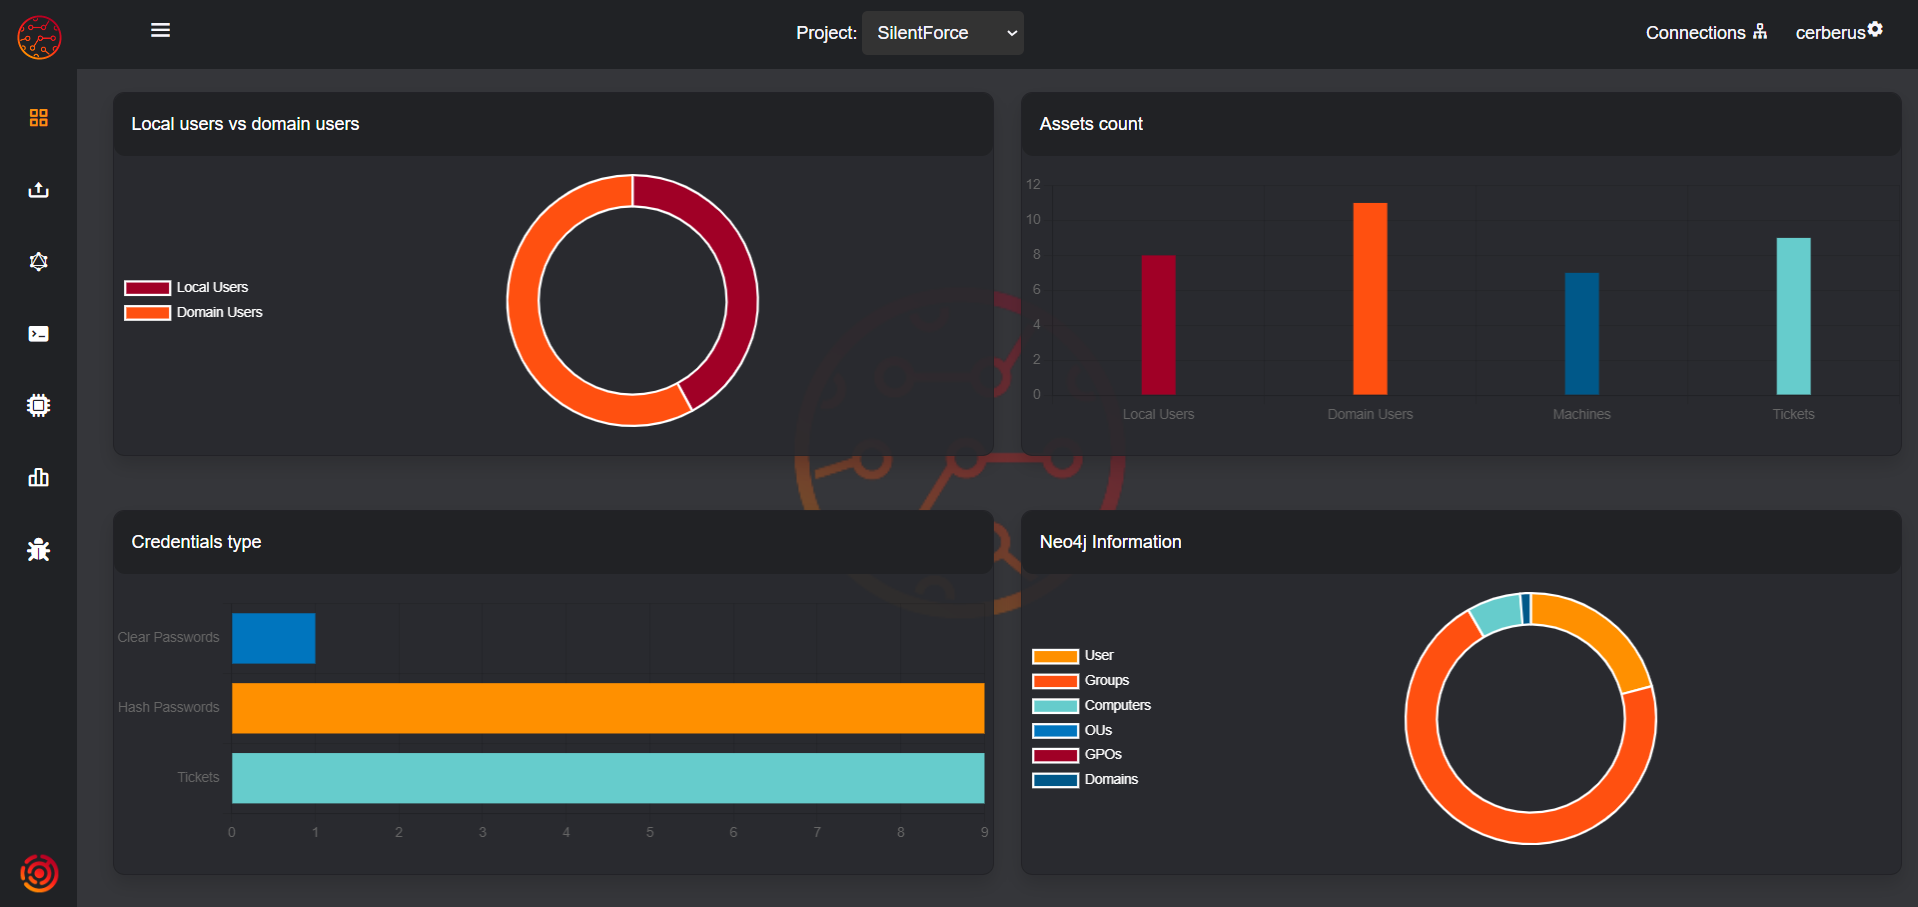 Project: SilentForce
Connections
cerberus
Local users vs domain users
Local Users
Domain Users
Assets count
12
10
8
6
4
2
0
Local Users Domain Users Machines Tickets
Credentials type
Clear Passwords
Hash Passwords
Tickets
0 1 2 3 4 5 6 7 8 9
Neo4j Information
User
Groups
Computers
OUs
GPOs
Domains